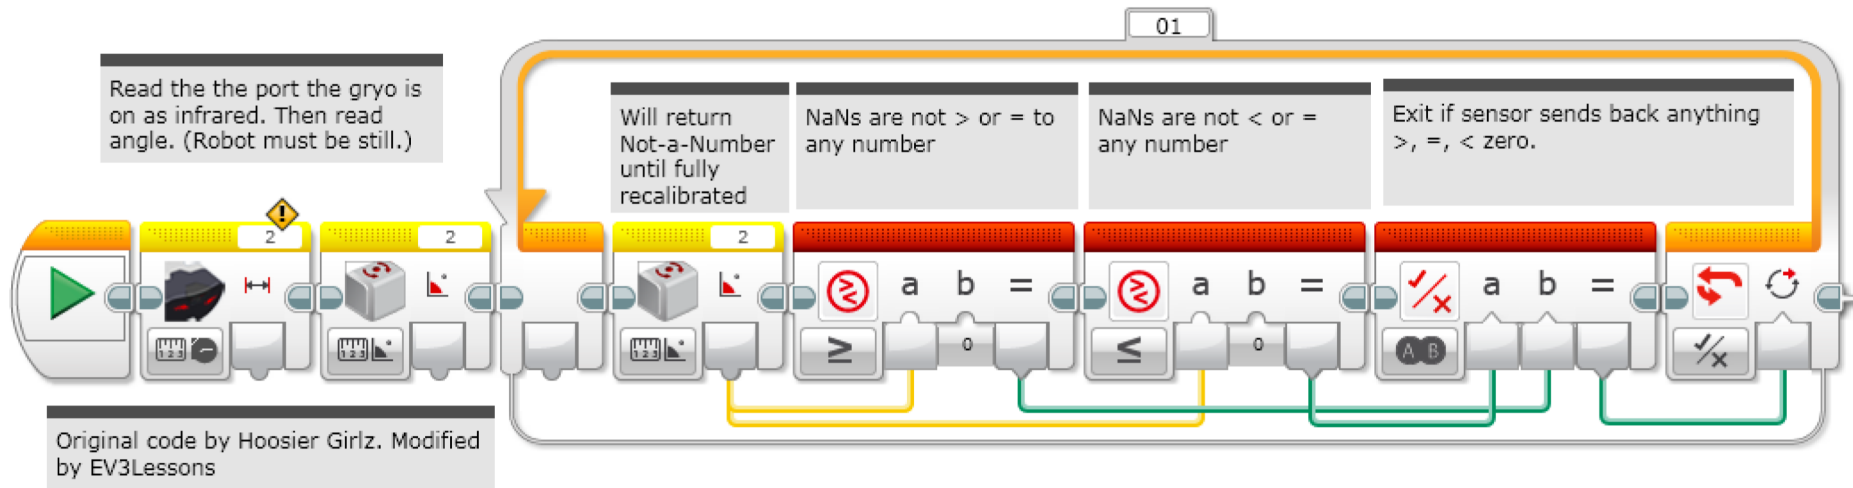 01
Read the the port the gryo is
on as infrared. Then read
angle. (Robot must be still.)
Will return
Not-a-Number
until fully
recalibrated
NaNs are not > or = to
any number
NaNs are not < or =
any number
Exit if sensor sends back anything
>, =, < zero.
2
2
2
!
a b =
a b =
a b =
123
123
123
≥
0
≤
0
A B
Original code by Hoosier Girlz. Modified
by EV3Lessons